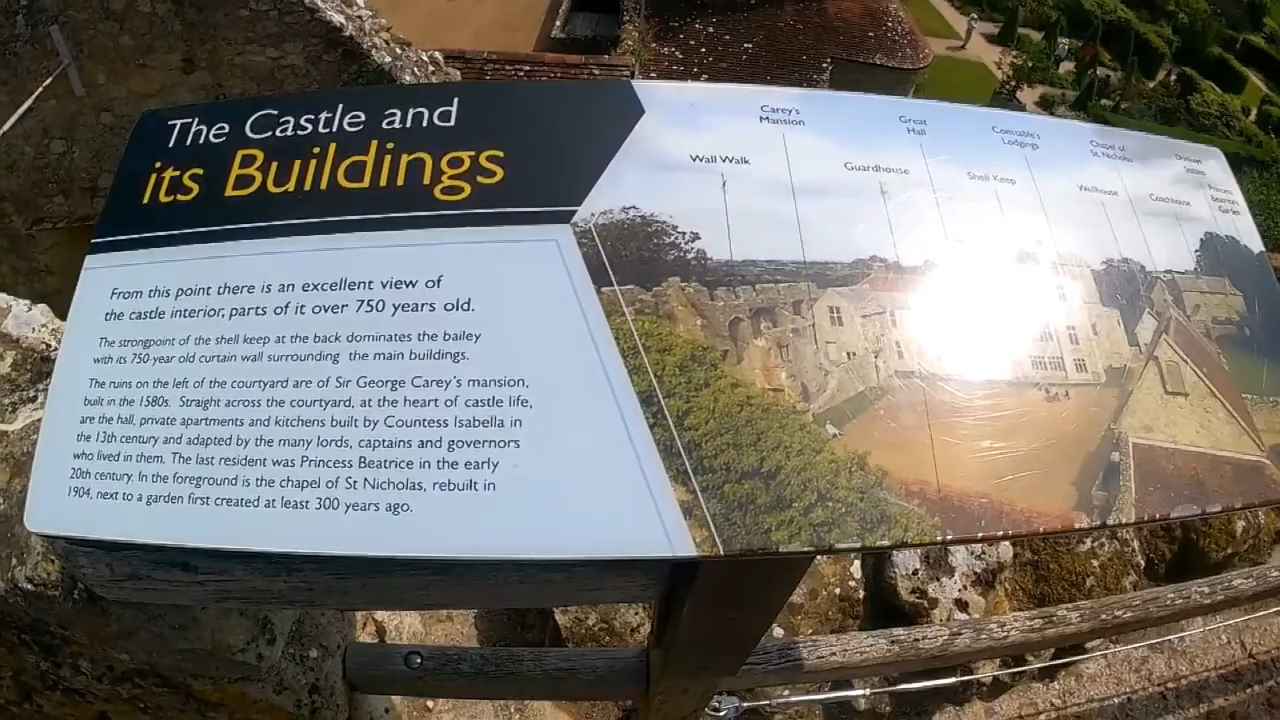 The Castle and
its Buildings
From this point there is an excellent view of
the castle interior, parts of it over 750 years old.
The strongpoint of the shell keep at the back dominates the bailey
with its 750-year old curtain wall surrounding the main buildings.
The ruins on the left of the courtyard are of Sir George Carey's mansion,
built in the 1580s. Straight across the courtyard, at the heart of castle life,
are the hall, private apartments and kitchens built by Countess Isabella in
the 13th century and adapted by the many lords, captains and governors
who lived in them. The last resident was Princess Beatrice in the early
20th century. In the foreground is the chapel of St Nicholas, rebuilt in
1904, next to a garden first created at least 300 years ago.
Wall Walk
Carey's
Mansion
Guardhouse
Great
Hall
Shell Keep
Constable's
Lodgings
Wellhouse
Chapel of
St. Nicholas
Coachhouse
Donkeys
Stables
Princess
Beatrice's
Garden